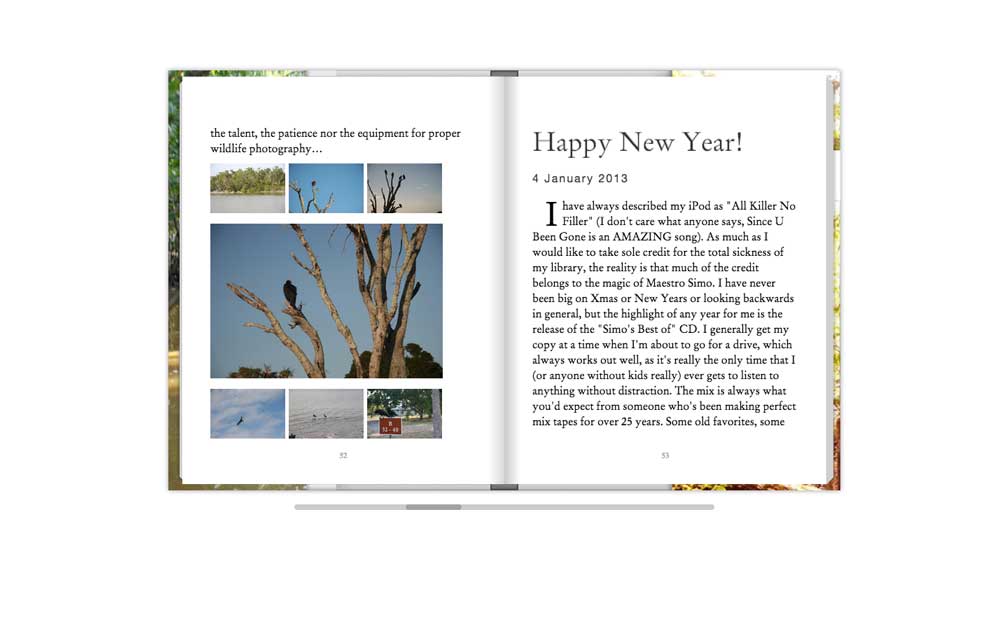 the talent, the patience nor the equipment for proper
wildlife photography...
B
32 - 40
52
Happy New Year!
4 January 2013
I have always described my iPod as "All Killer No
Filler" (I don't care what anyone says, Since U
Been Gone is an AMAZING song). As much as I
would like to take sole credit for the total sickness of
my library, the reality is that much of the credit
belongs to the magic of Maestro Simo. I have never
been big on Xmas or New Years or looking backwards
in general, but the highlight of any year for me is the
release of the "Simo's Best of" CD. I generally get my
copy at a time when I'm about to go for a drive, which
always works out well, as it's really the only time that I
(or anyone without kids really) ever gets to listen to
anything without distraction. The mix is always what
you'd expect from someone who's been making perfect
mix tapes for over 25 years. Some old favorites, some
53